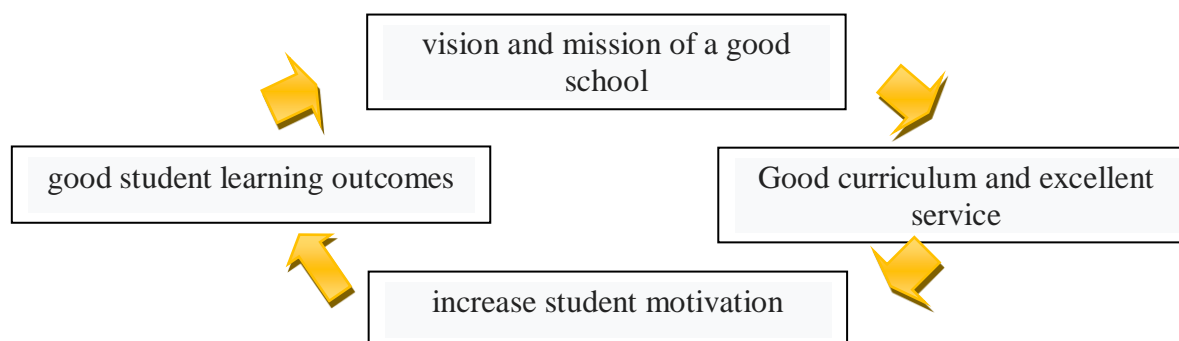 vision and mission of a good
school
good student learning outcomes
Good curriculum and excellent
service
increase student motivation